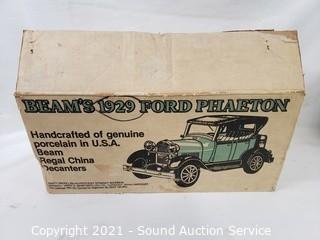 BEAM'S 1929 FORD PHAETON
Handcrafted of genuine
porcelain in U.S.A.
Beam
Regal China
Decanters
Copyright 2021 - Sound Auction Service